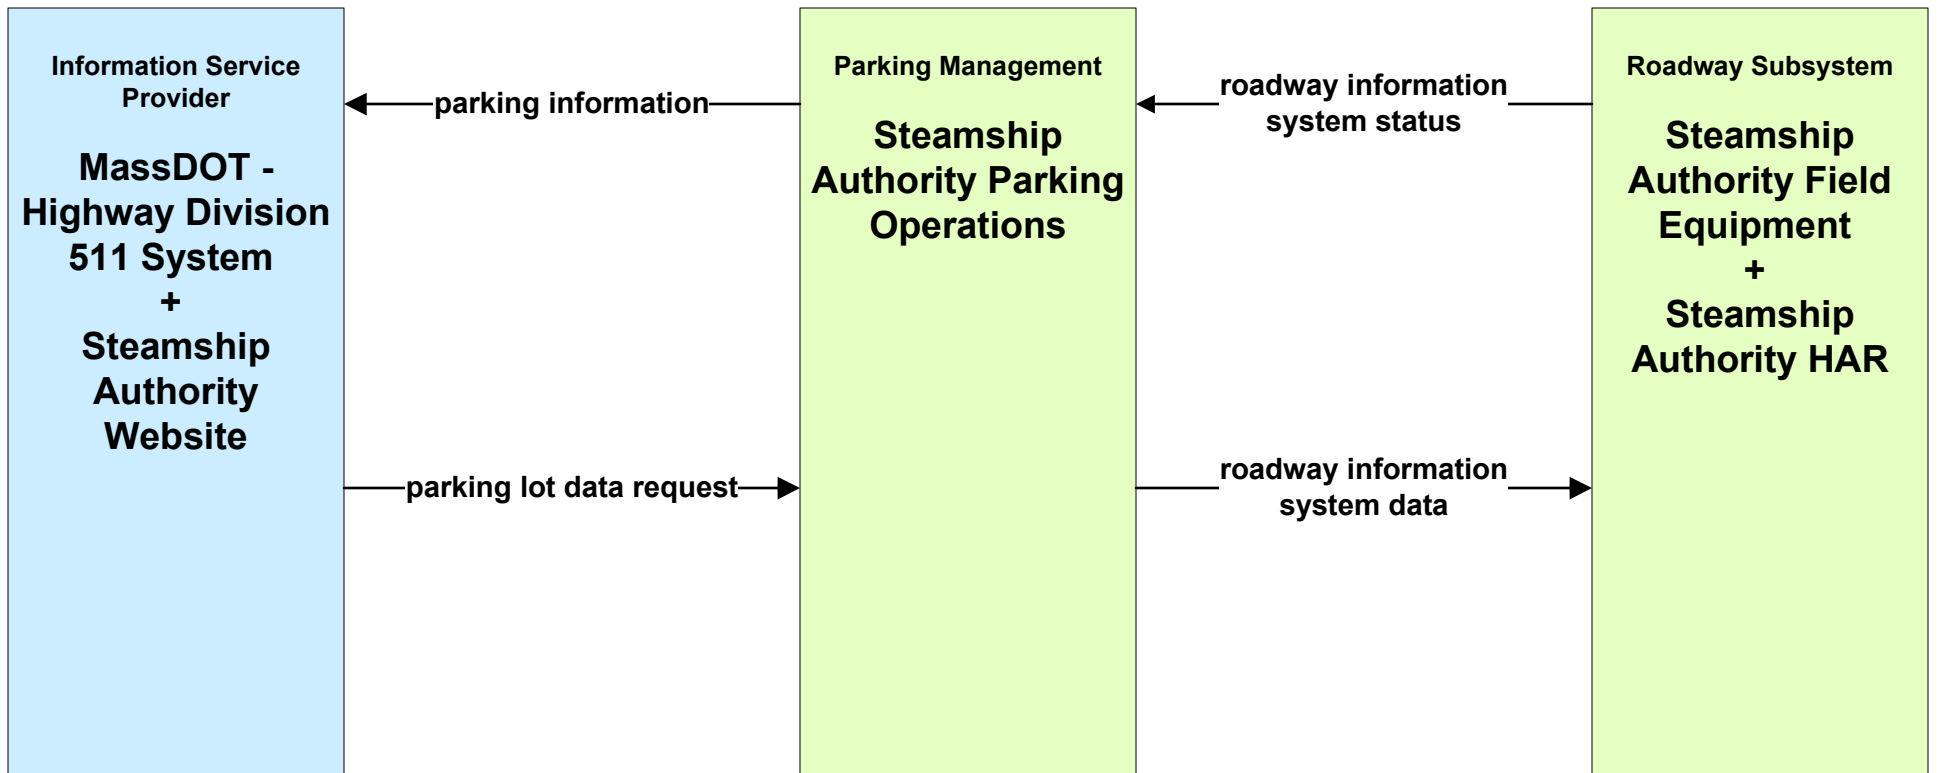 Information Service
Provider
MassDOT -
Highway Division
511 System
+
Steamship
Authority
Website
parking information
parking lot data request
Parking Management
Steamship
Authority Parking
Operations
roadway information
system status
roadway information
system data
Roadway Subsystem
Steamship
Authority Field
Equipment
+
Steamship
Authority HAR